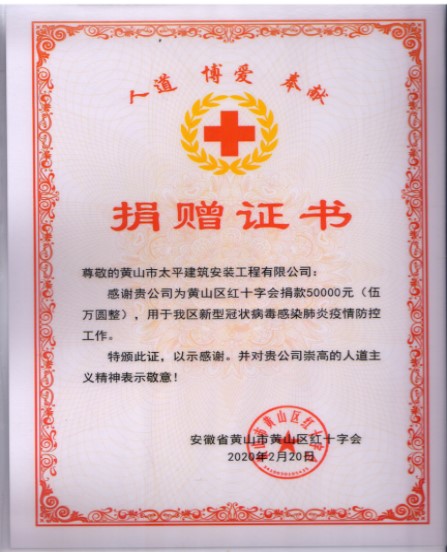 人道 博爱 奉献
捐赠证书
尊敬的黄山市太平建筑安装工程有限公司：
感谢贵公司为黄山区红十字会捐款50000元（伍
万圆整），用于我区新型冠状病毒感染肺炎疫情防控
工作。
特颁此证，以示感谢。并对贵公司崇高的人道主
义精神表示敬意！
安徽省黄山市黄山区红十字会
2020年2月20日